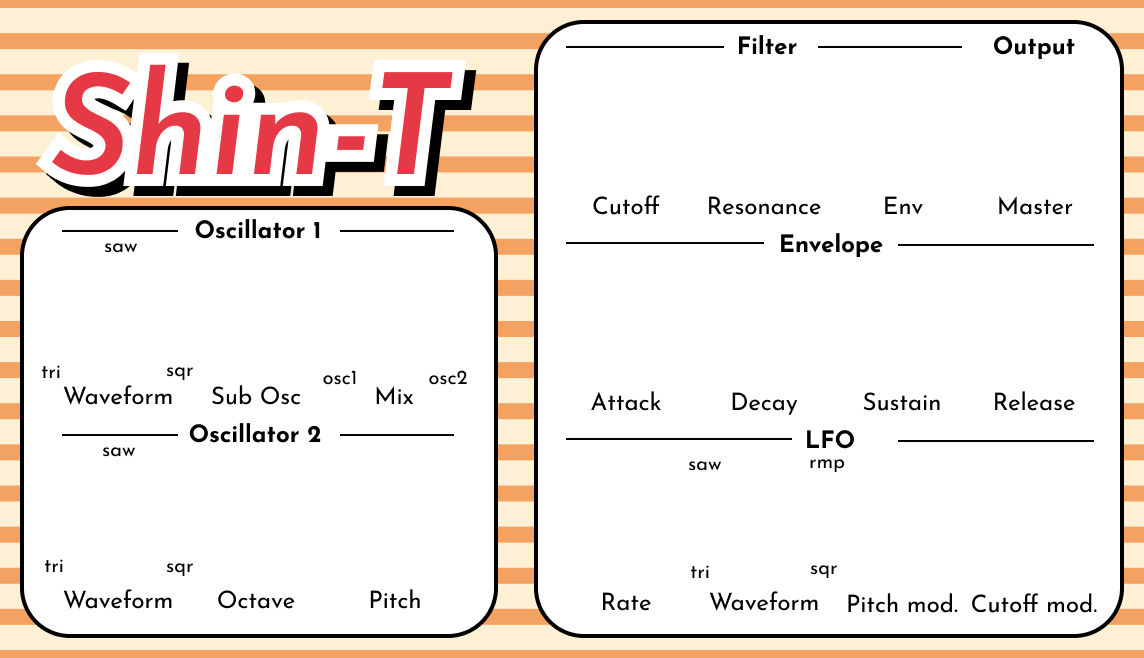 Shin-T
Oscillator 1
saw
tri
sqr
osc1
osc2
Waveform
Sub Osc
Mix
Oscillator 2
saw
tri
sqr
Waveform
Octave
Pitch
Filter
Output
Cutoff
Resonance
Env
Master
Envelope
Attack
Decay
Sustain
Release
LFO
saw
rmp
tri
sqr
Rate
Waveform
Pitch mod.
Cutoff mod.